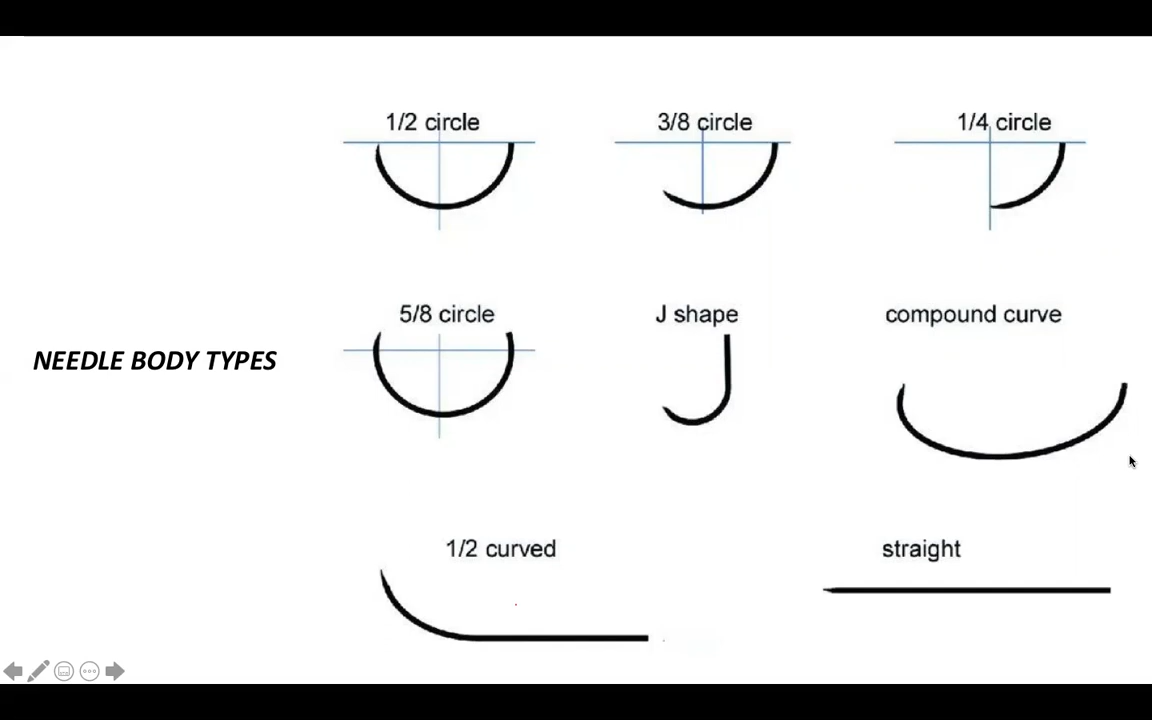 1/2 circle
3/8 circle
1/4 circle
5/8 circle
J shape
compound curve
NEEDLE BODY TYPES
1/2 curved
straight